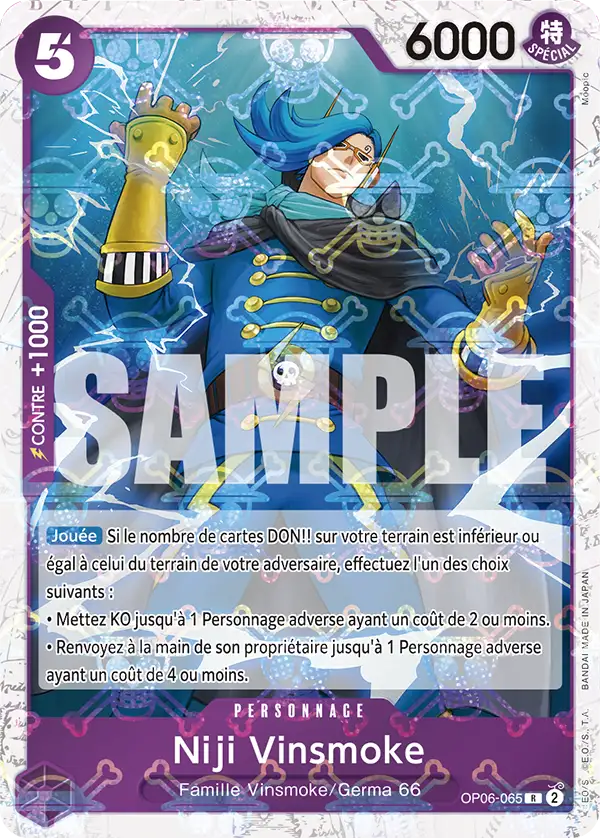 5
6000
特
SPÉCIAL
Moopic
CONTRE +1000
SAMPLE
Jouée Si le nombre de cartes DON!! sur votre terrain est inférieur ou
égal à celui du terrain de votre adversaire, effectuez l'un des choix
suivants :
• Mettez KO jusqu'à 1 Personnage adverse ayant un coût de 2 ou moins.
• Renvoyez à la main de son propriétaire jusqu'à 1 Personnage adverse
ayant un coût de 4 ou moins.
PERSONNAGE
Niji Vinsmoke
Famille Vinsmoke/Germa 66
OP06-065 R 2
©E.O/S. ©E.O./S.,T.A. BANDAI MADE IN JAPAN